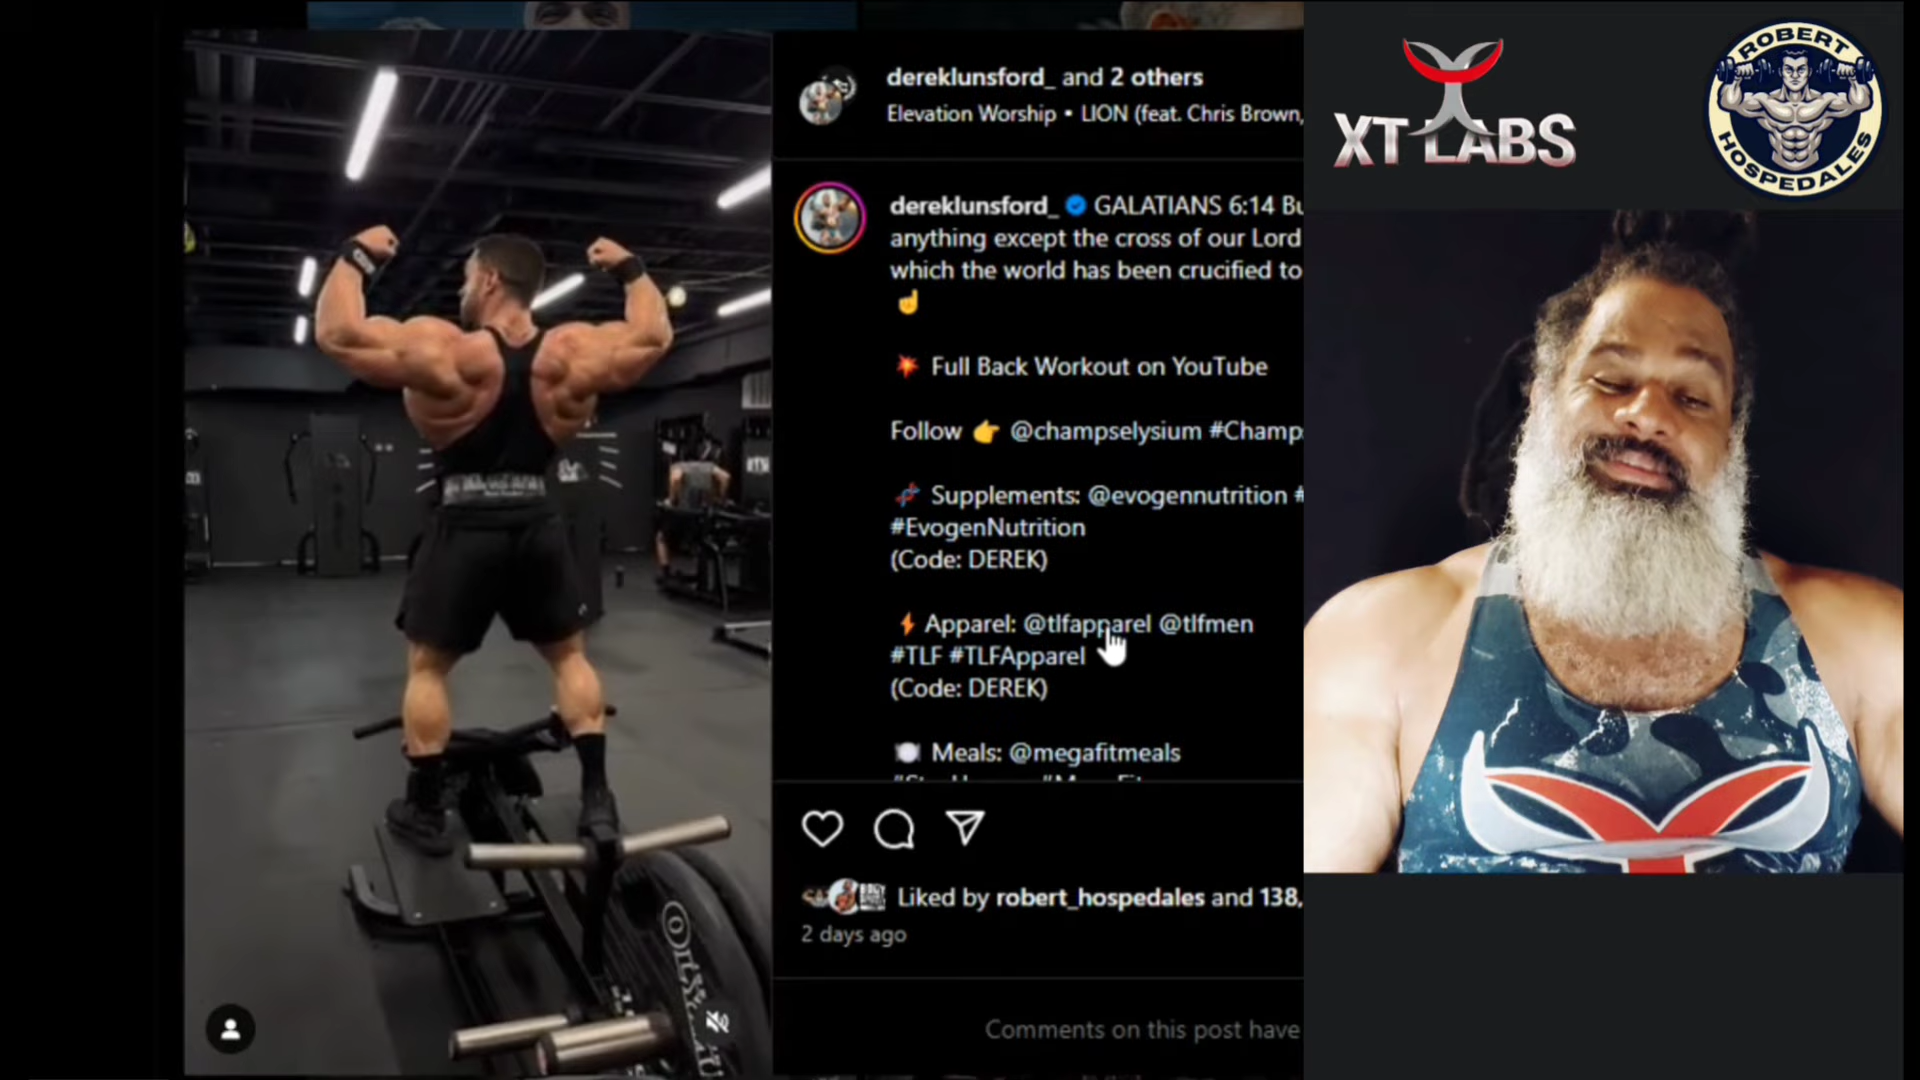 dereklunsford_ and 2 others
Elevation Worship • LION (feat. Chris Brown,
dereklunsford_ GALATIANS 6:14 Bu
anything except the cross of our Lord
which the world has been crucified to
Full Back Workout on YouTube
Follow @champselysium #Champ
Supplements: @evogennutrition #
#EvogenNutrition
(Code: DEREK)
Apparel: @tlfapparel @tlfmen
#TLF #TLFApparel
(Code: DEREK)
Meals: @megafitmeals
Liked by robert_hospedales and 138,
2 days ago
Comments on this post have
XT LABS
ROBERT
HOSPEDALES